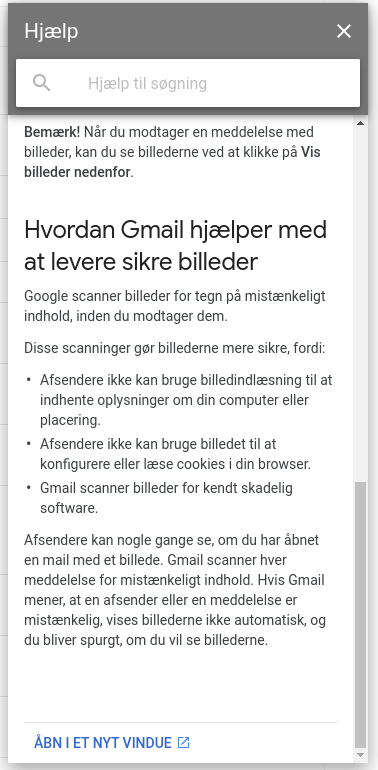 Hjælp
Hjælp til søgning
Bemærk! Når du modtager en meddelelse med
billeder, kan du se billederne ved at klikke på Vis
billeder nedenfor.
Hvordan Gmail hjælper med
at levere sikre billeder
Google scanner billeder for tegn på mistænkeligt
indhold, inden du modtager dem.
Disse scanninger gør billederne mere sikre, fordi:
• Afsendere ikke kan bruge billedindlæsning til at
indhente oplysninger om din computer eller
placering.
• Afsendere ikke kan bruge billedet til at
konfigurere eller læse cookies i din browser.
• Gmail scanner billeder for kendt skadelig
software.
Afsendere kan nogle gange se, om du har åbnet
en mail med et billede. Gmail scanner hver
meddelelse for mistænkeligt indhold. Hvis Gmail
mener, at en afsender eller en meddelelse er
mistænkelig, vises billederne ikke automatisk, og
du bliver spurgt, om du vil se billederne.
ÅBN I ET NYT VINDUE